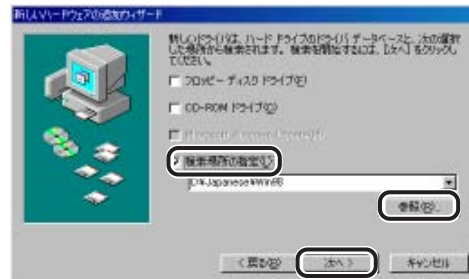 新しいハードウェアの追加ウィザード
新しいドライバは、ハード ドライブのドライバ データベースと、次の選択
した場所から検索されます。検索を開始するには、[次へ] をクリックし
てください。
フロッピー ディスク ドライブ(F)
CD-ROM ドライブ(C)
Microsoft Windows Update(M)
検索場所の指定(L)
D:¥Japanese¥Win98
参照(R)...
< 戻る(B)
次へ >
キャンセル